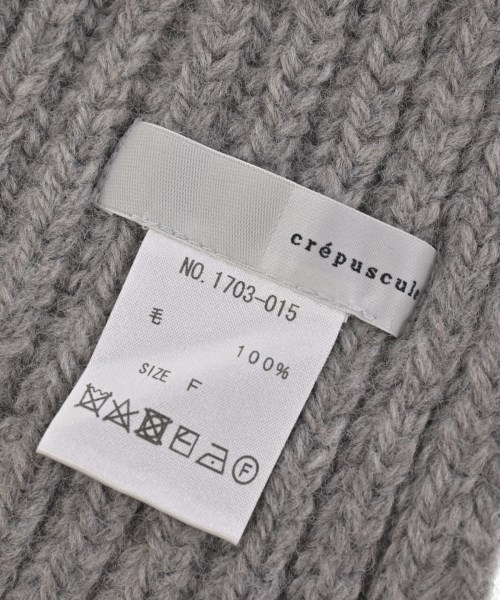 crépuscule
NO. 1703-015
毛 100%
SIZE F
F